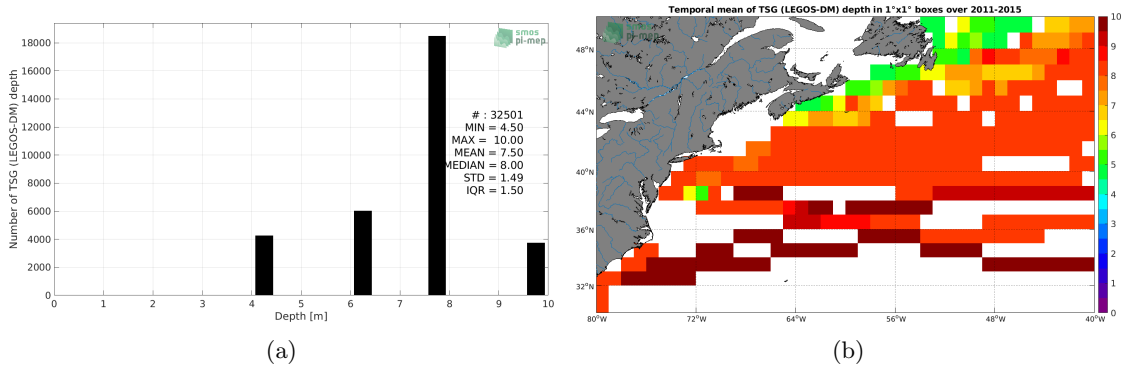 smos
pi-mep
Number of TSG (LEGOS-DM) depth
18000
16000
14000
12000
10000
8000
6000
4000
2000
0
# : 32501
MIN = 4.50
MAX = 10.00
MEAN = 7.50
MEDIAN = 8.00
STD = 1.49
IQR = 1.50
0 1 2 3 4 5 6 7 8 9 10
Depth [m]
(a)
Temporal mean of TSG (LEGOS-DM) depth in 1°x1° boxes over 2011-2015
smos
pi-mep
48°N
44°N
40°N
36°N
32°N
80°W 72°W 64°W 56°W 48°W 40°W
10
9
8
7
6
5
4
3
2
1
0
(b)